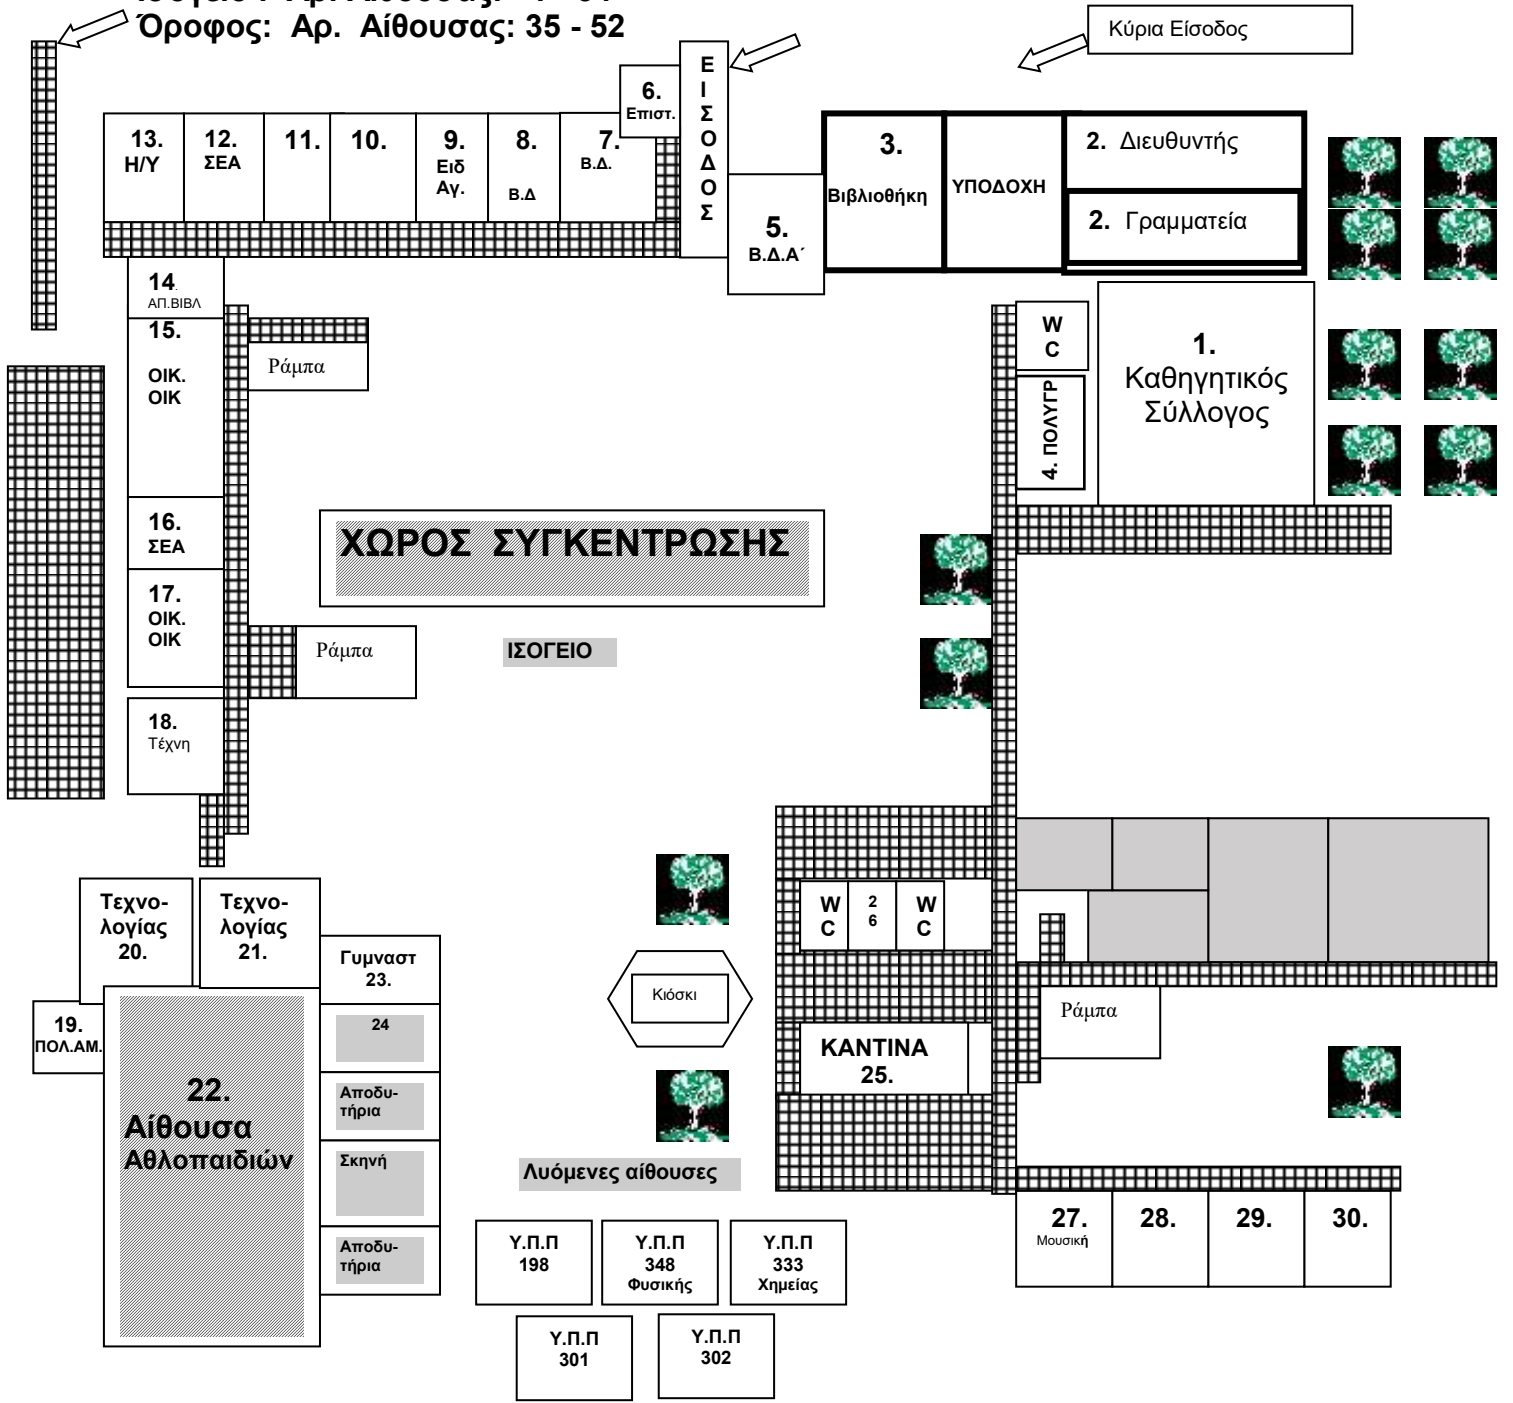 Όροφος: Αρ. Αίθουσας: 35 - 52
Κύρια Είσοδος
ΕΙΣΟΔΟΣ
6.
Επιστ.
13.
Η/Υ
12.
ΣΕΑ
11.
10.
9.
Ειδ
Αγ.
8.
Β.Δ
7.
Β.Δ.
5.
Β.Δ.Α΄
3.
Βιβλιοθήκη
ΥΠΟΔΟΧΗ
2. Διευθυντής
2. Γραμματεία
14.
ΑΠ.ΒΙΒΛ
15.
ΟΙΚ.
ΟΙΚ
Ράμπα
W
C
4. ΠΟΛΥΓΡ
1.
Καθηγητικός
Σύλλογος
16.
ΣΕΑ
ΧΩΡΟΣ ΣΥΓΚΕΝΤΡΩΣΗΣ
17.
ΟΙΚ.
ΟΙΚ
Ράμπα
ΙΣΟΓΕΙΟ
18.
Τέχνη
Τεχνο-
λογίας
20.
Τεχνο-
λογίας
21.
Γυμναστ
23.
W
C
2
6
W
C
19.
ΠΟΛ.ΑΜ.
24
Κιόσκι
Ράμπα
ΚΑΝΤΙΝΑ
25.
22.
Αίθουσα
Αθλοπαιδιών
Αποδυ-
τήρια
Σκηνή
Αποδυ-
τήρια
Λυόμενες αίθουσες
27.
Μουσική
28.
29.
30.
Υ.Π.Π
198
Υ.Π.Π
348
Φυσικής
Υ.Π.Π
333
Χημείας
Υ.Π.Π
301
Υ.Π.Π
302